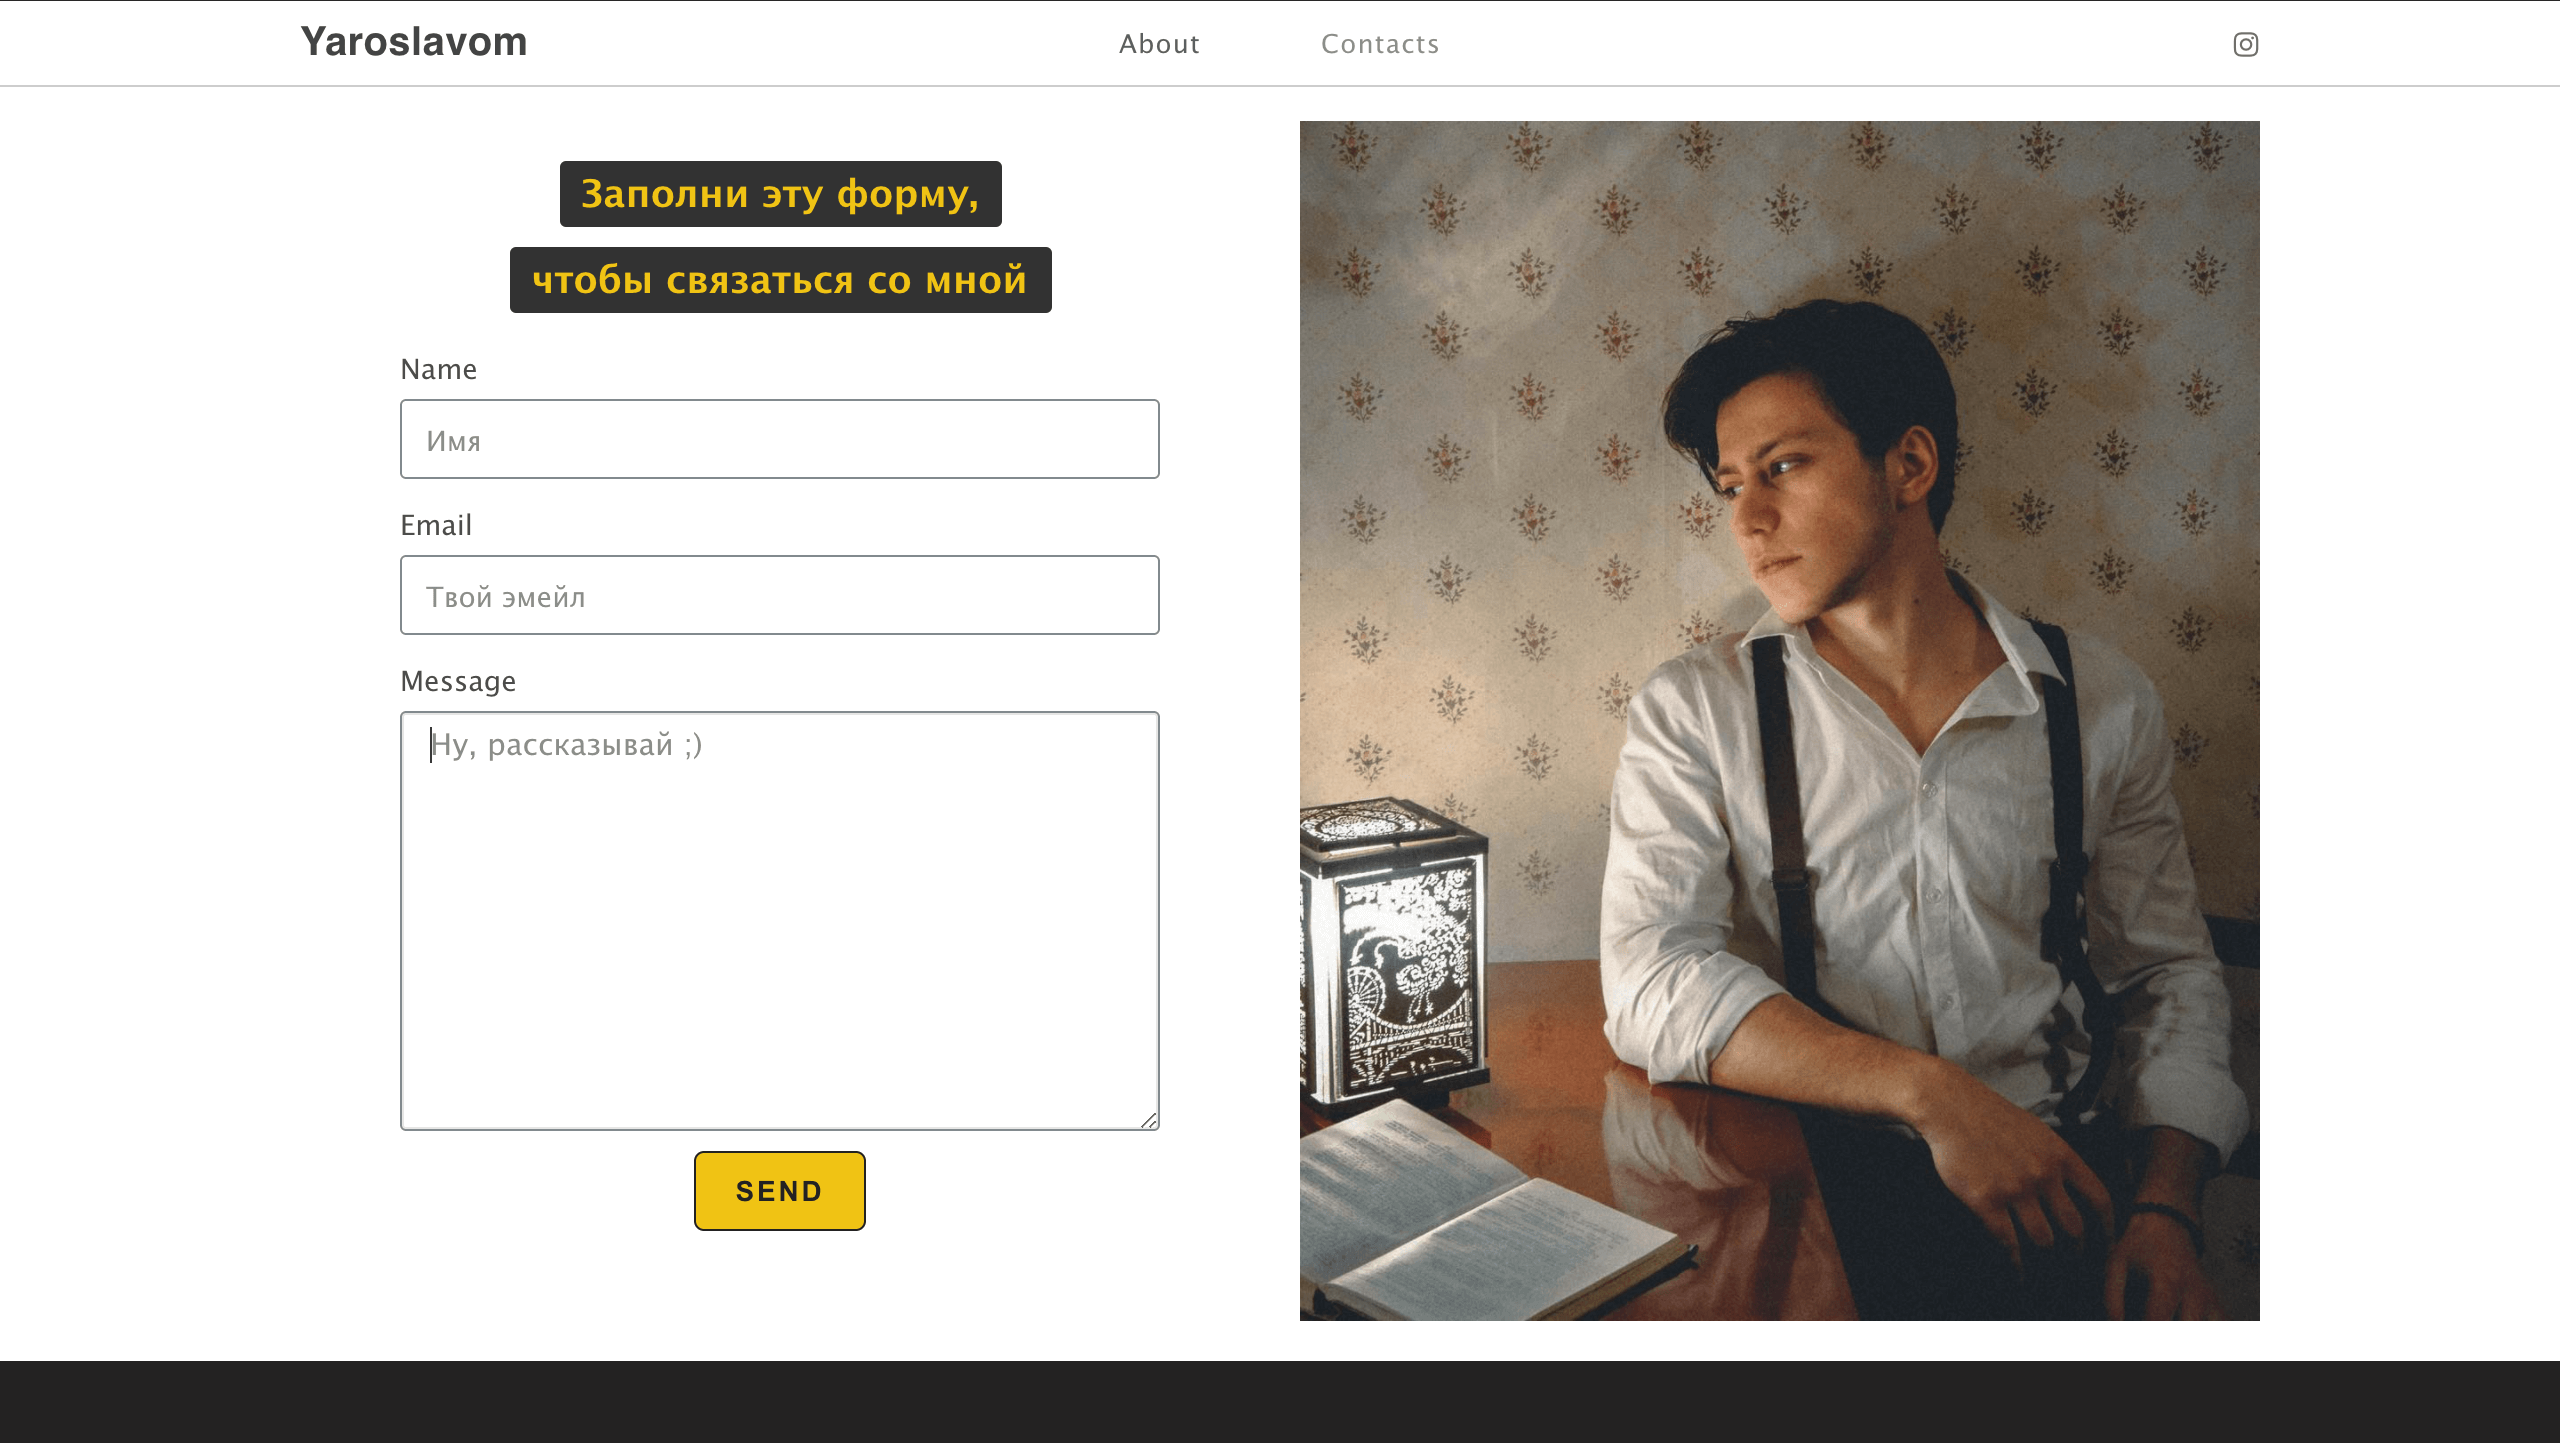 Yaroslavom
About
Contacts
Заполни эту форму,
чтобы связаться со мной
Name
Имя
Email
Твой эмейл
Message
Ну, рассказывай ;)
SEND